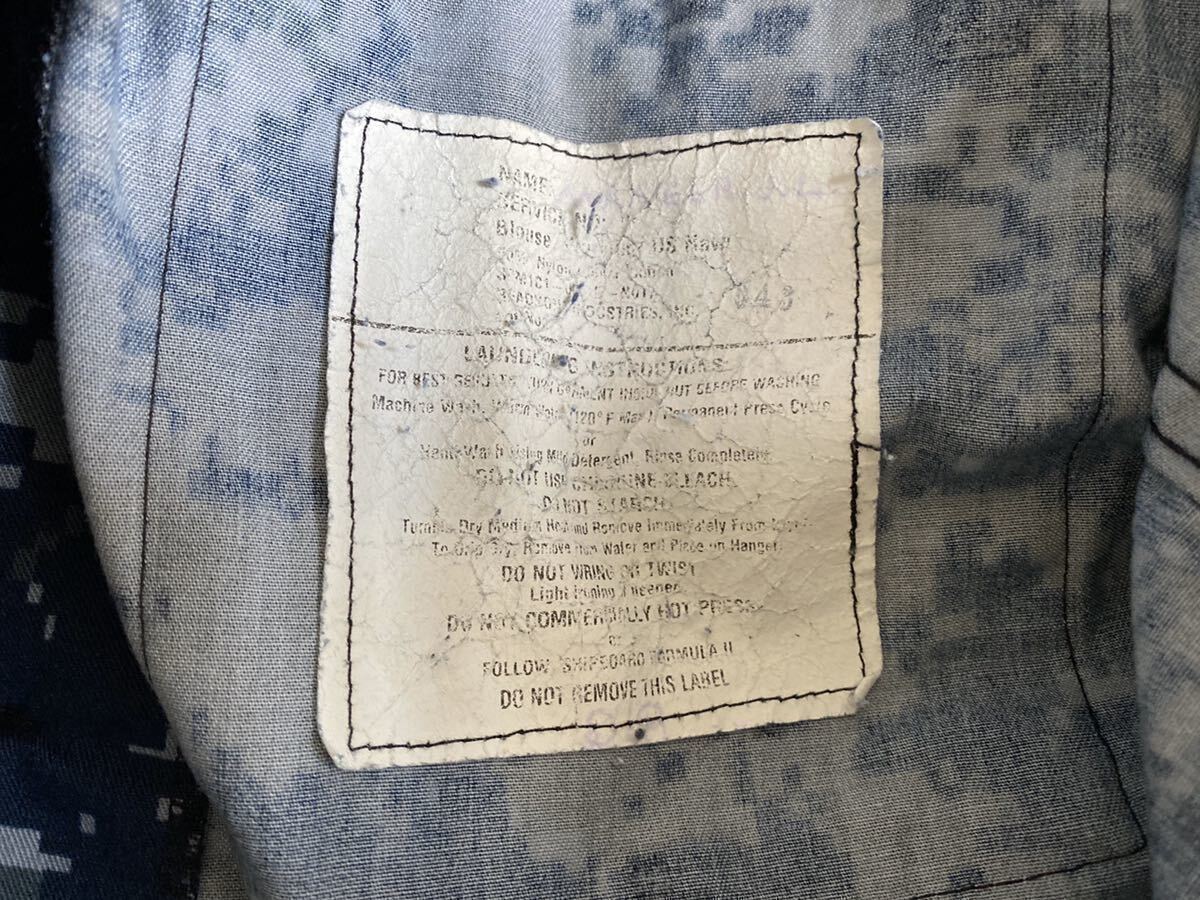 NAME:
SERVICE NO:
Blouse US Navy
Nylon
INDUSTRIES, INC. 043
LAUNDERING INSTRUCTIONS
FOR BEST RESULTS TURN GARMENT INSIDE OUT BEFORE WASHING
Machine Wash, Warm Water (120° F Max), Permanent Press Cycle
or
Hand Wash Using Mild Detergent. Rinse Completely.
DO NOT USE CHLORINE BLEACH.
DO NOT STARCH.
Tumble Dry Medium Heat and Remove Immediately From
To Drip Dry, Remove from Water and Place on Hanger.
DO NOT WRING OR TWIST
Light Ironing
DO NOT COMMERCIALLY HOT PRESS.
or
FOLLOW SHIPBOARD FORMULA II
DO NOT REMOVE THIS LABEL